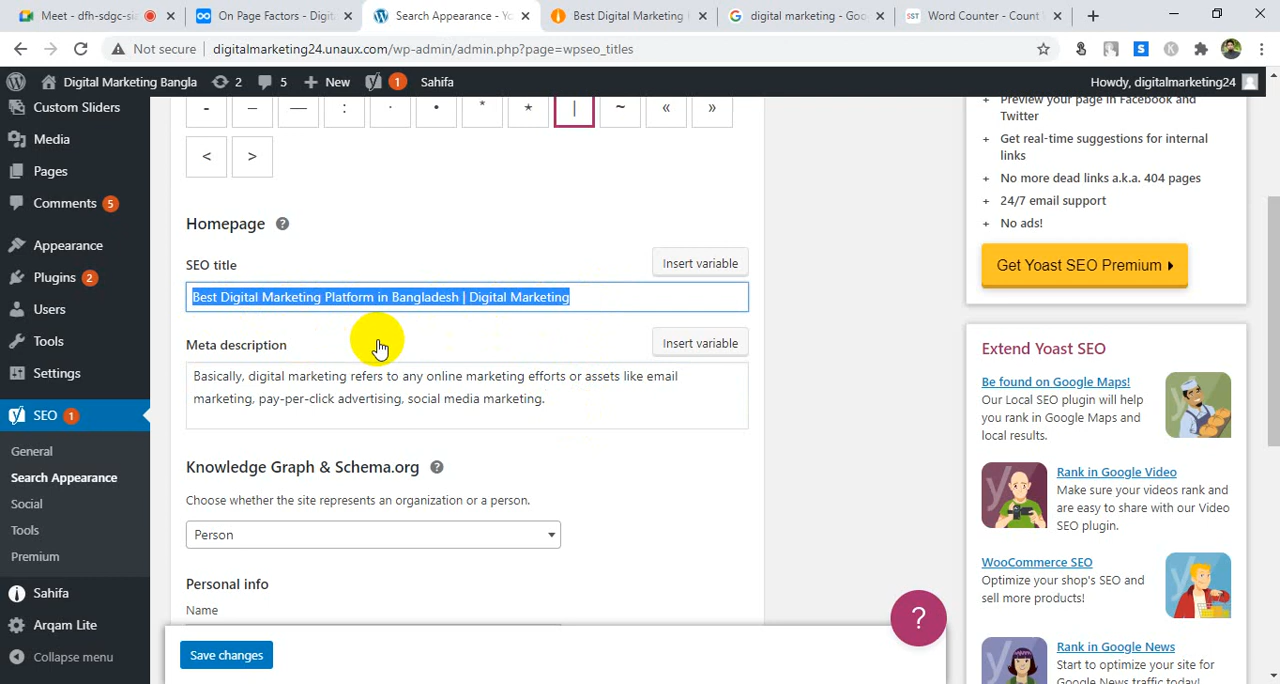 Meet - dfh-sdgc-sia
On Page Factors - Digit
Search Appearance - Yo
Best Digital Marketing
digital marketing - Goo
Word Counter - Count
Not secure
digitalmarketing24.unaux.com/wp-admin/admin.php?page=wpseo_titles
Digital Marketing Bangla
2
5
New
1
Sahifa
Howdy, digitalmarketing24
Custom Sliders
Media
Pages
Comments 5
Appearance
Plugins 2
Users
Tools
Settings
SEO 1
General
Search Appearance
Social
Tools
Premium
Sahifa
Arqam Lite
Collapse menu
- – — : · • * ⋆ | ~ « »
< >
Homepage ?
SEO title
Insert variable
Best Digital Marketing Platform in Bangladesh | Digital Marketing
Meta description
Insert variable
Basically, digital marketing refers to any online marketing efforts or assets like email
marketing, pay-per-click advertising, social media marketing.
Knowledge Graph & Schema.org ?
Choose whether the site represents an organization or a person.
Person
Personal info
Name
Save changes
?
+ Preview your page in Facebook and
Twitter
+ Get real-time suggestions for internal
links
+ No more dead links a.k.a. 404 pages
+ 24/7 email support
+ No ads!
Get Yoast SEO Premium
Extend Yoast SEO
Be found on Google Maps!
Our Local SEO plugin will help
you rank in Google Maps and
local results.
Rank in Google Video
Make sure your videos rank and
are easy to share with our Video
SEO plugin.
WooCommerce SEO
Optimize your shop's SEO and
sell more products!
Rank in Google News
Start to optimize your site for
Google News traffic today!